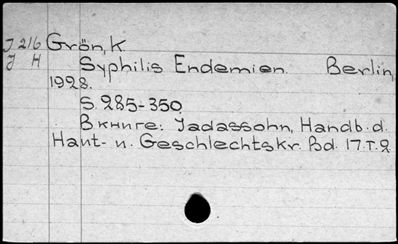 J 216 Grön, K
J H Syphilis Endemien. Berlin,
1928.
S. 285-350
В книге: Jadassohn, Handb. d.
Haut- u. Geschlechtskr. Bd. 17. T. 2